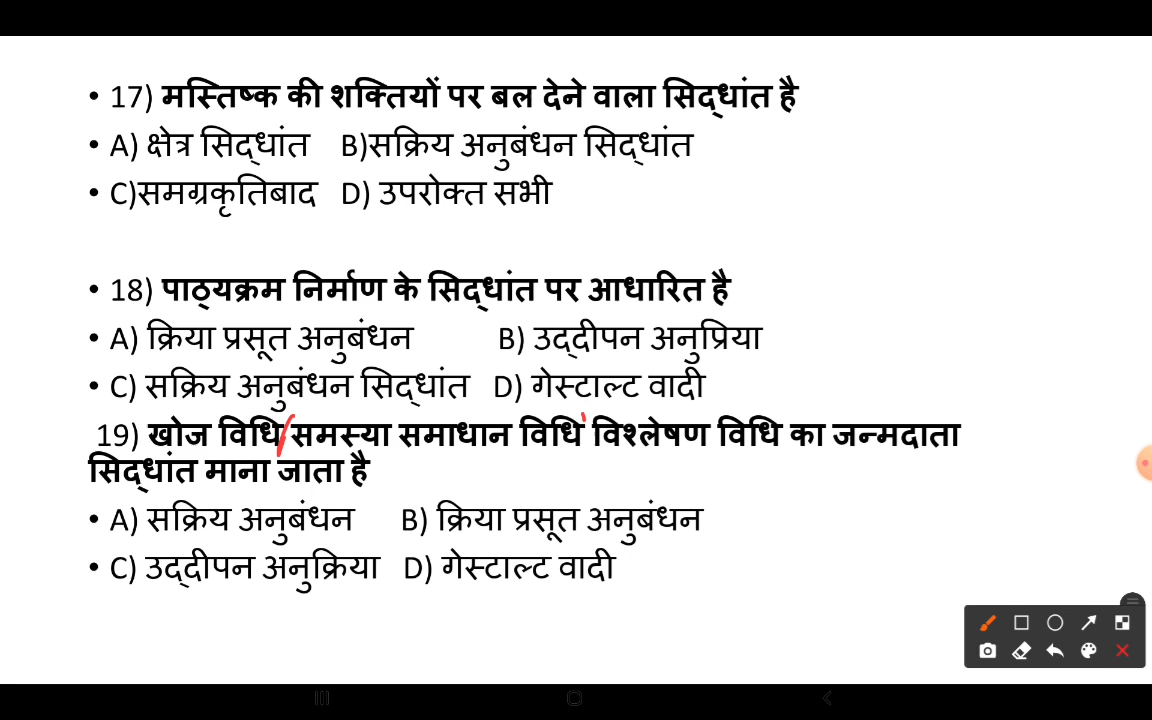 • 17) मस्तिष्क की शक्तियों पर बल देने वाला सिद्धांत है
• A) क्षेत्र सिद्धांत B)सक्रिय अनुबंधन सिद्धांत
• C)समग्रकृतिबाद D) उपरोक्त सभी
• 18) पाठ्यक्रम निर्माण के सिद्धांत पर आधारित है
• A) क्रिया प्रसूत अनुबंधन B) उद्दीपन अनुप्रिया
• C) सक्रिय अनुबंधन सिद्धांत D) गेस्टाल्ट वादी
19) खोज विधि/समस्या समाधान विधि' विश्लेषण विधि का जन्मदाता
सिद्धांत माना जाता है
• A) सक्रिय अनुबंधन B) क्रिया प्रसूत अनुबंधन
• C) उद्दीपन अनुक्रिया D) गेस्टाल्ट वादी